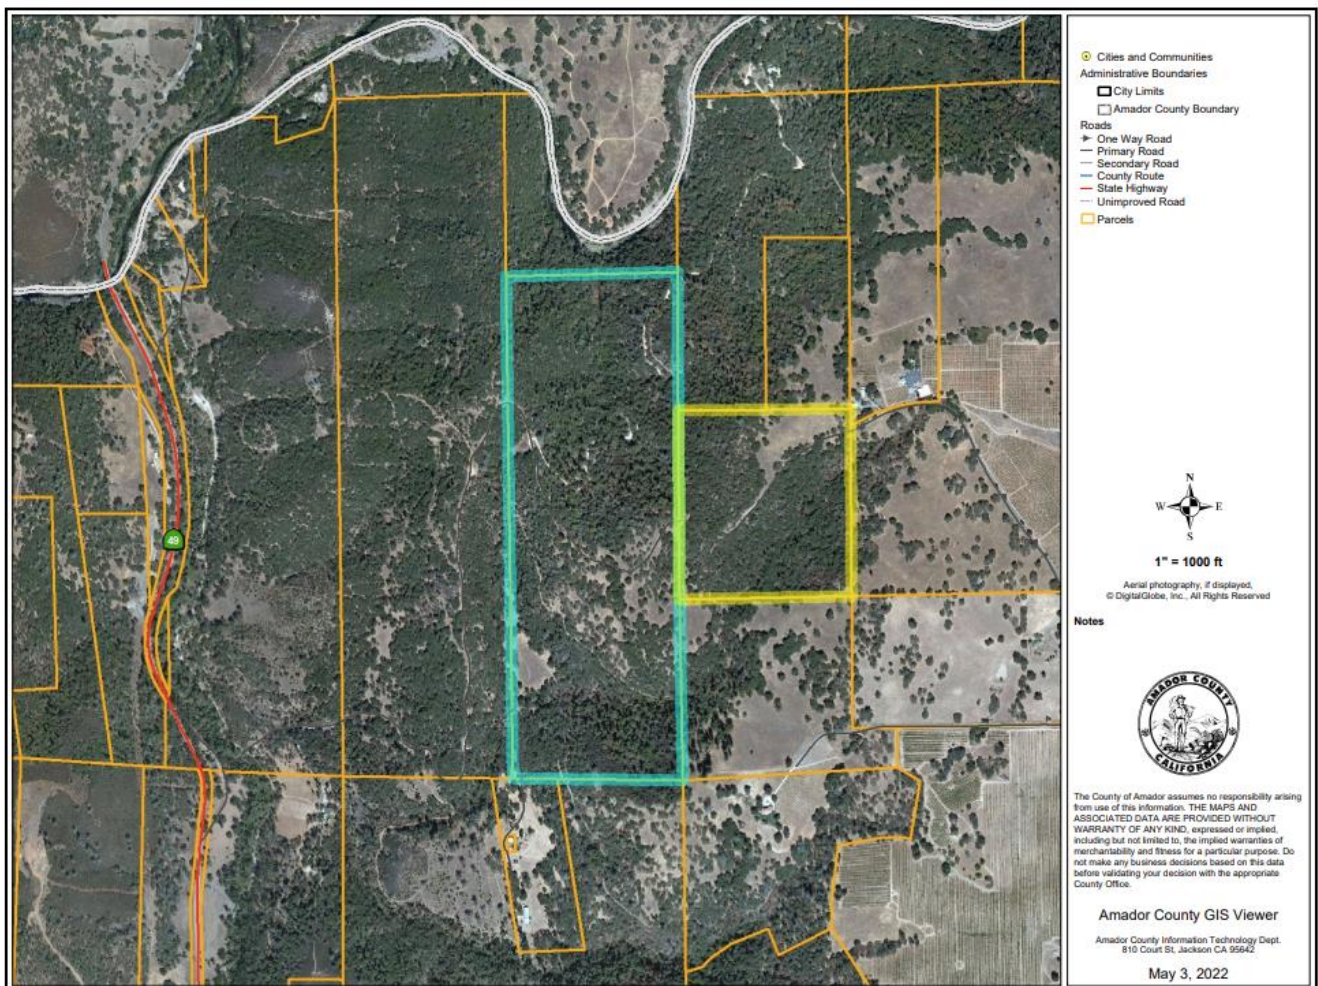 Cities and Communities
Administrative Boundaries
City Limits
Amador County Boundary
Roads
One Way Road
Primary Road
Secondary Road
County Route
State Highway
Unimproved Road
Parcels
49
N
W E
S
1" = 1000 ft
Aerial photography, if displayed,
© DigitalGlobe, Inc., All Rights Reserved
Notes
AMADOR COUNTY
CALIFORNIA
The County of Amador assumes no responsibility arising
from use of this information. THE MAPS AND
ASSOCIATED DATA ARE PROVIDED WITHOUT
WARRANTY OF ANY KIND, expressed or implied,
including but not limited to, the implied warranties of
merchantability and fitness for a particular purpose. Do
not make any business decisions based on this data
before validating your decision with the appropriate
County Office.
Amador County GIS Viewer
Amador County Information Technology Dept.
810 Court St, Jackson CA 95642
May 3, 2022